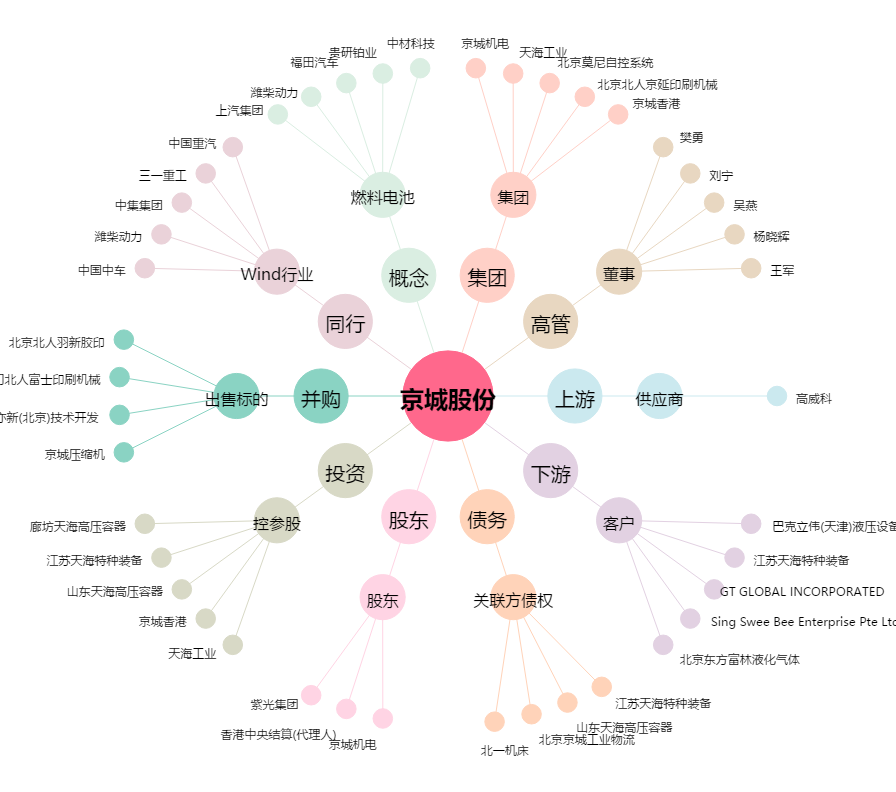 中材科技
京城机电
贵研铂业
天海工业
福田汽车
北京莫尼自控系统
潍柴动力
北京北人京延印刷机械
上汽集团
京城香港
中国重汽
樊勇
三一重工
刘宁
中集集团
吴燕
潍柴动力
杨晓辉
中国中车
王军
燃料电池
集团
Wind行业
概念
集团
董事
同行
高管
北京北人羽新胶印
北人富士印刷机械
亦新(北京)技术开发
京城压缩机
出售标的
并购
京城股份
上游
供应商
高威科
投资
下游
控参股
股东
债务
客户
廊坊天海高压容器
巴克立伟(天津)液压设备
江苏天海特种装备
江苏天海特种装备
山东天海高压容器
GT GLOBAL INCORPORATED
京城香港
Sing Swee Bee Enterprise Pte Ltd
天海工业
北京东方富林液化气体
股东
关联方债权
紫光集团
江苏天海特种装备
香港中央结算(代理人)
山东天海高压容器
京城机电
北京京城工业物流
北一机床